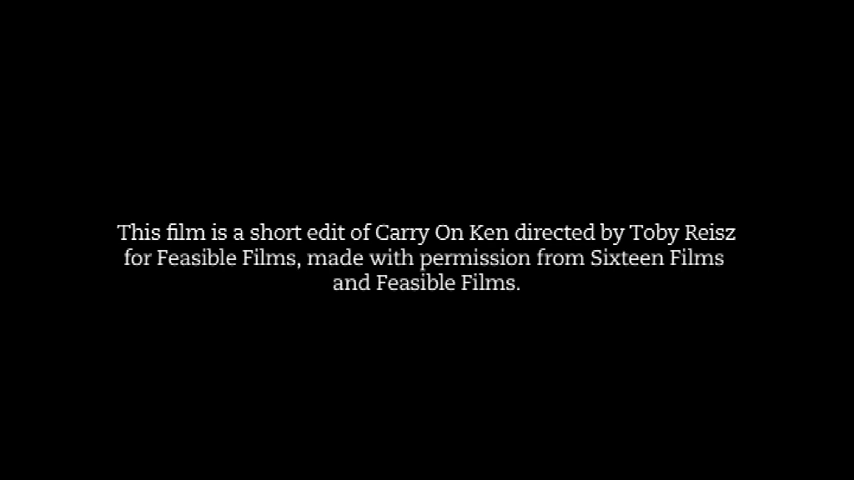 This film is a short edit of Carry On Ken directed by Toby Reisz
for Feasible Films, made with permission from Sixteen Films
and Feasible Films.